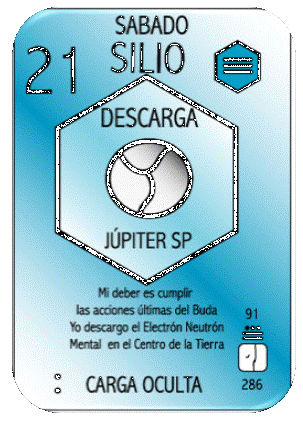 SABADO
21 SILIO
DESCARGA
JÚPITER SP
Mi deber es cumplir
las acciones últimas del Buda
Yo descargo el Electrón Neutrón
Mental en el Centro de la Tierra
91
CARGA OCULTA
286